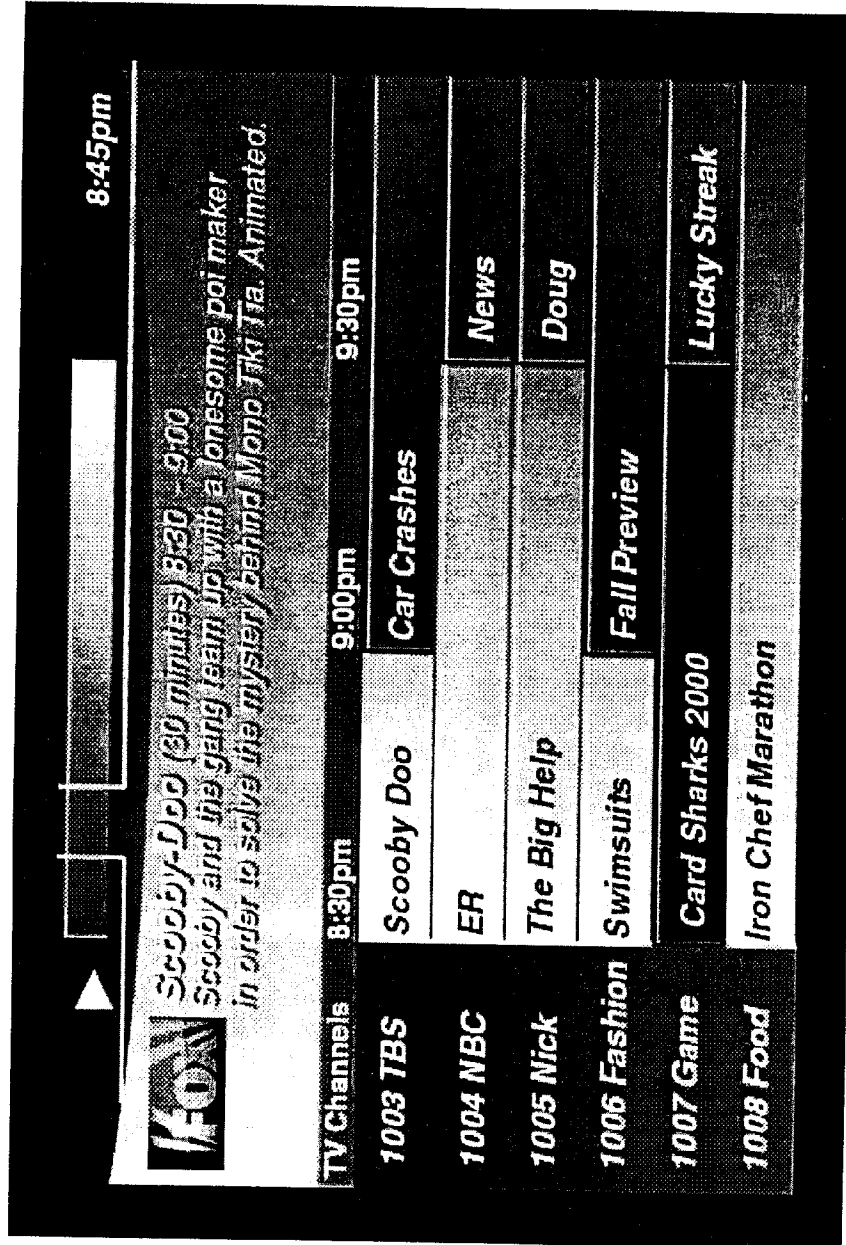 8:45pm
FOX
Scooby-Doo (30 minutes) 8:30 - 9:00
Scooby and the gang team up with a lonesome poi maker
in order to solve the mystery behind Mono Tiki Tia. Animated.
TV Channels 8:30pm 9:00pm 9:30pm
1003 TBS Scooby Doo Car Crashes
1004 NBC ER News
1005 Nick The Big Help Doug
1006 Fashion Swimsuits Fall Preview
1007 Game Card Sharks 2000 Lucky Streak
1008 Food Iron Chef Marathon